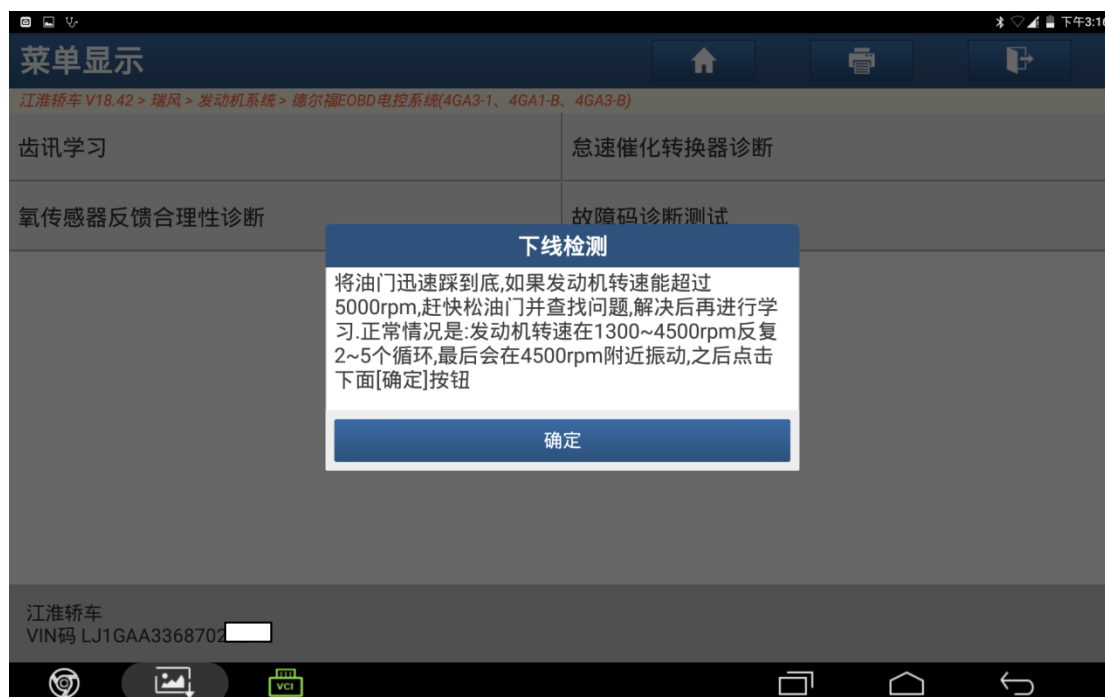 下午3:16
菜单显示
江淮轿车 V18.42 > 瑞风 > 发动机系统 > 德尔福EOBD电控系统(4GA3-1、4GA1-B、4GA3-B)
齿讯学习
怠速催化转换器诊断
氧传感器反馈合理性诊断
故障码诊断测试
下线检测
将油门迅速踩到底,如果发动机转速能超过
5000rpm,赶快松油门并查找问题,解决后再进行学
习.正常情况是:发动机转速在1300~4500rpm反复
2~5个循环,最后会在4500rpm附近振动,之后点击
下面[确定]按钮
确定
江淮轿车
VIN码 LJ1GAA3368702
VCI